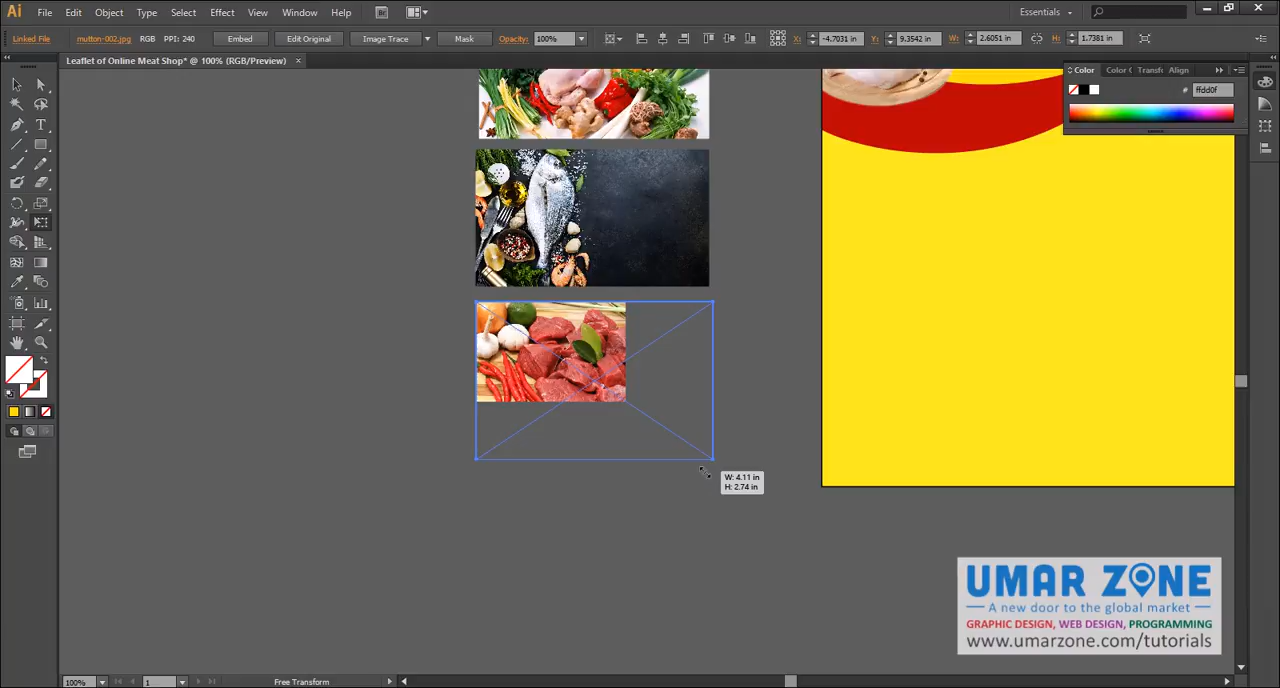 Ai File Edit Object Type Select Effect View Window Help Br Essentials
Linked File mutton-002.jpg RGB PPI: 240 Embed Edit Original Image Trace Mask Opacity: 100% X: -4.7031 in Y: 9.3542 in W: 2.6051 in H: 1.7381 in
Leaflet of Online Meat Shop* @ 100% (RGB/Preview) ×
Color Color ( Transfi Align
# ffdd0f
W: 4.11 in
H: 2.74 in
UMAR ZONE
A new door to the global market
GRAPHIC DESIGN, WEB DESIGN, PROGRAMMING
www.umarzone.com/tutorials
100% 1 Free Transform